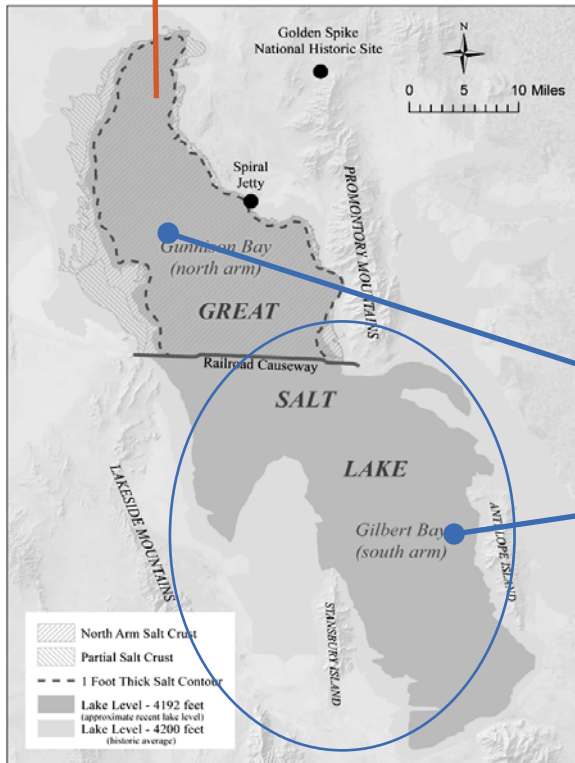 Golden Spike
National Historic Site
N
0 5 10 Miles
Spiral
Jetty
PROMONTORY MOUNTAINS
Gunnison Bay
(north arm)
GREAT
Railroad Causeway
SALT
LAKE
LAKESIDE MOUNTAINS
Gilbert Bay
(south arm)
ANTELOPE ISLAND
STANSBURY ISLAND
North Arm Salt Crust
Partial Salt Crust
1 Foot Thick Salt Contour
Lake Level - 4192 feet
(approximate recent lake level)
Lake Level - 4200 feet
(historic average)